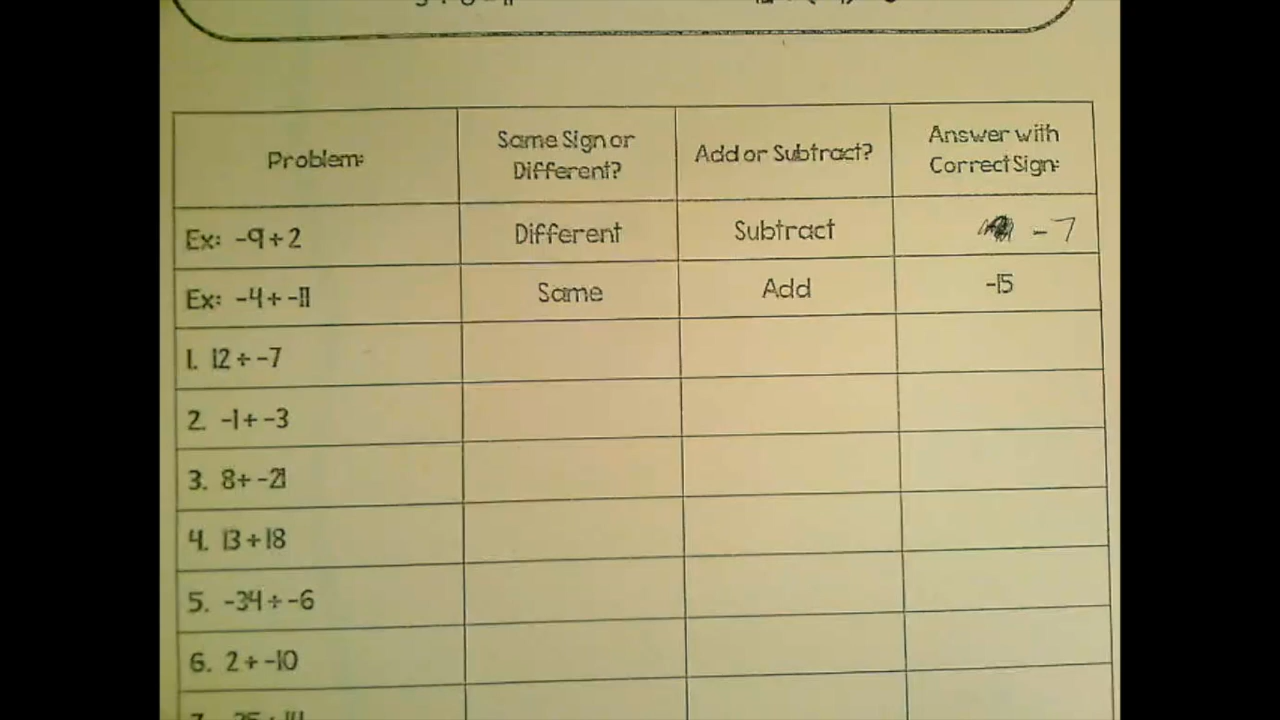 Problem:
Same Sign or Different?
Add or Subtract?
Answer with Correct Sign:
Ex: -9 + 2 Different Subtract -7
Ex: -4 + -11 Same Add -15
1. 12 + -7
2. -1 + -3
3. 8 + -21
4. 13 + 18
5. -34 + -6
6. 2 + -10